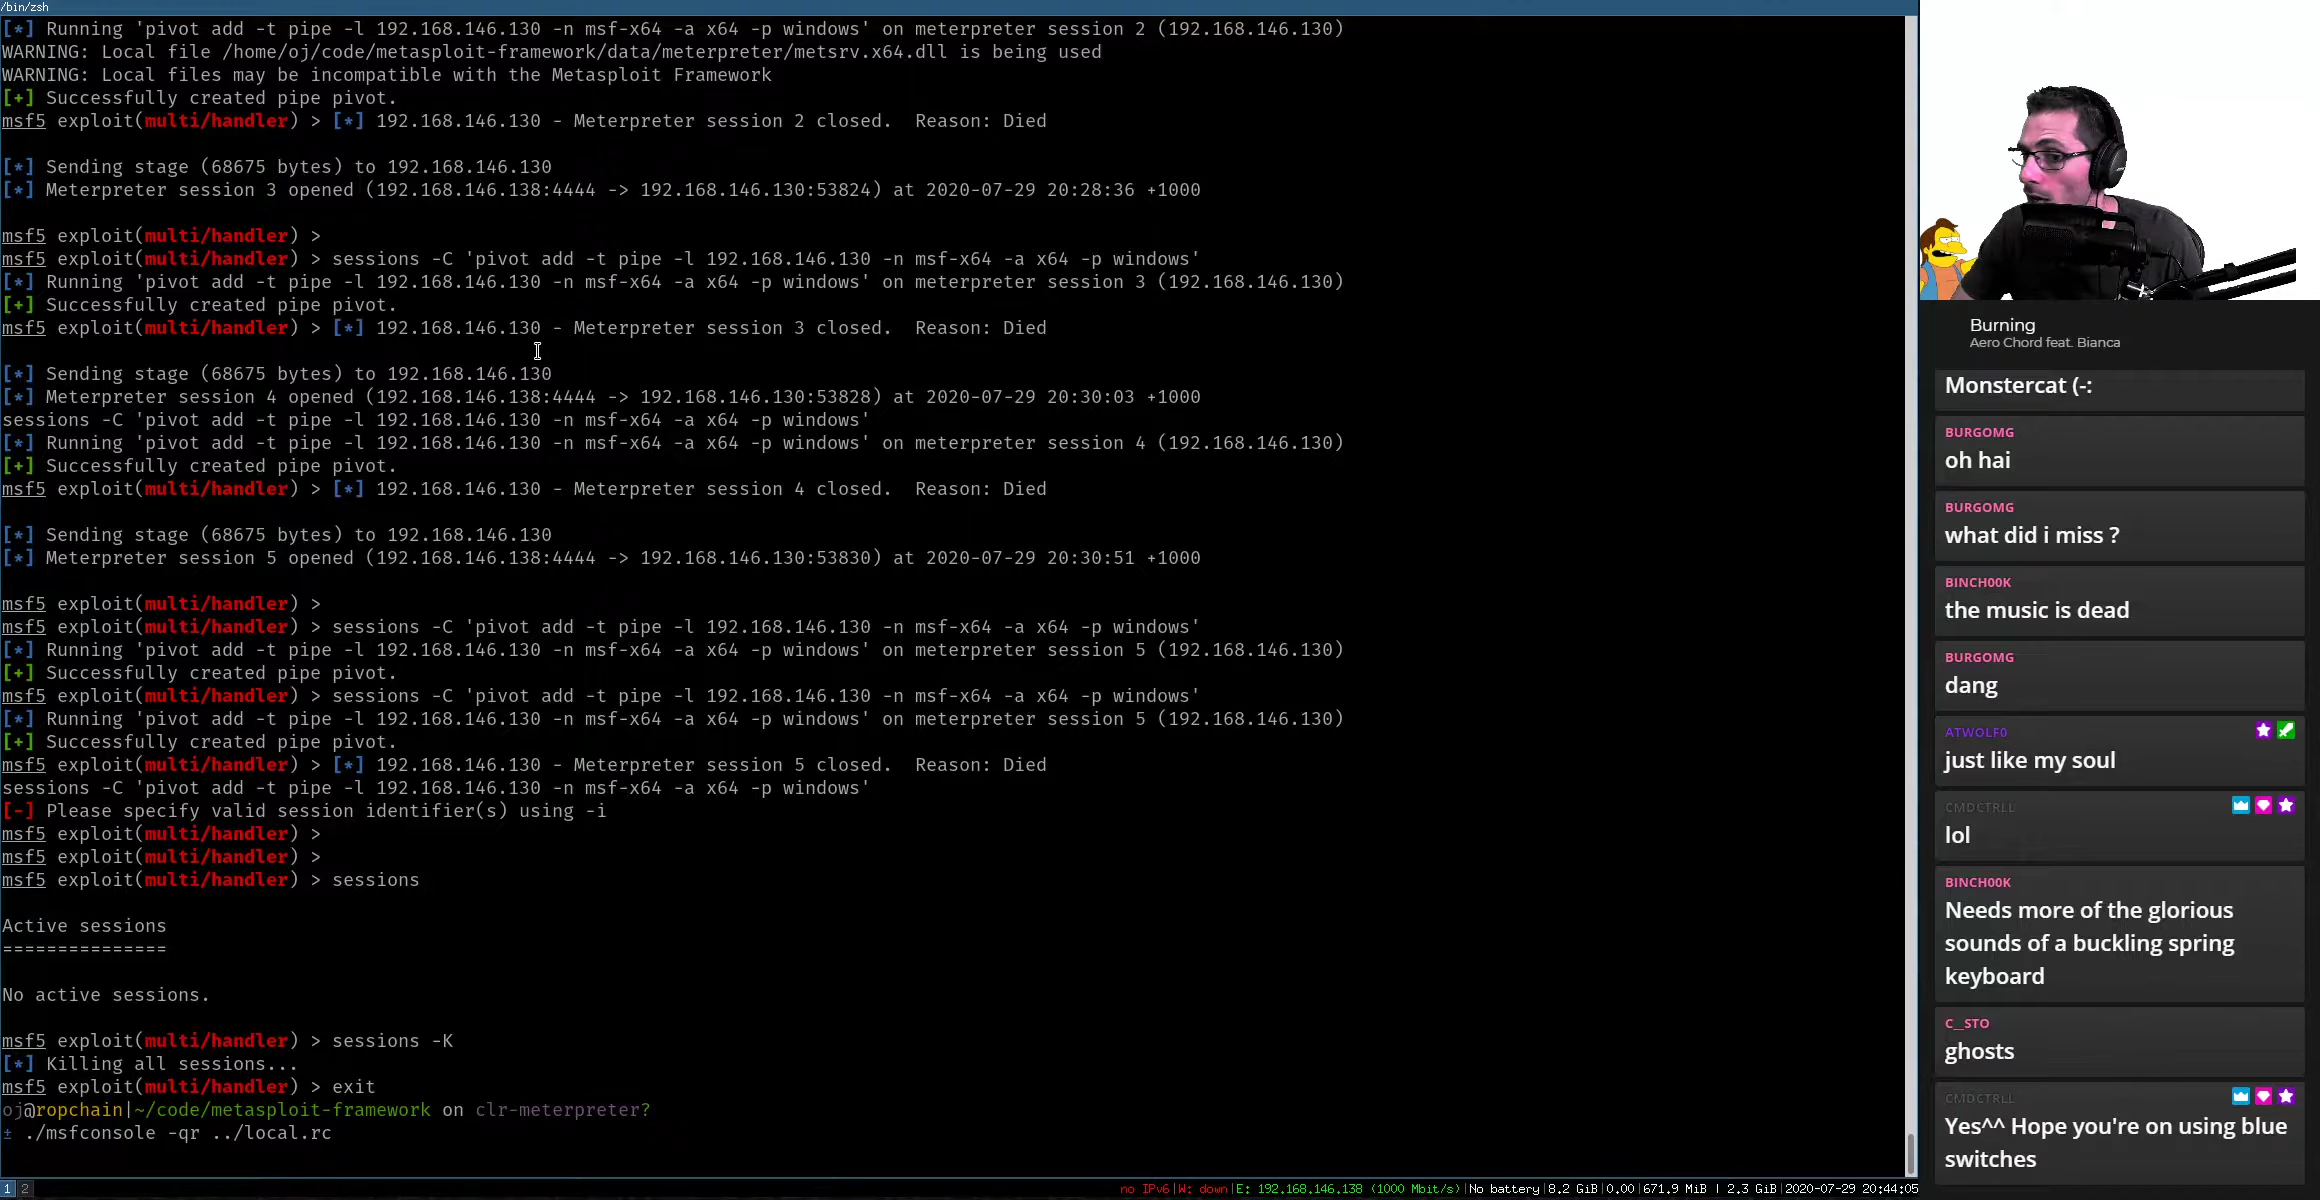 /bin/zsh
[*] Running 'pivot add -t pipe -l 192.168.146.130 -n msf-x64 -a x64 -p windows' on meterpreter session 2 (192.168.146.130)
WARNING: Local file /home/oj/code/metasploit-framework/data/meterpreter/metsrv.x64.dll is being used
WARNING: Local files may be incompatible with the Metasploit Framework
[+] Successfully created pipe pivot.
msf5 exploit(multi/handler) > [*] 192.168.146.130 - Meterpreter session 2 closed.  Reason: Died
[*] Sending stage (68675 bytes) to 192.168.146.130
[*] Meterpreter session 3 opened (192.168.146.138:4444 -> 192.168.146.130:53824) at 2020-07-29 20:28:36 +1000
msf5 exploit(multi/handler) >
msf5 exploit(multi/handler) > sessions -C 'pivot add -t pipe -l 192.168.146.130 -n msf-x64 -a x64 -p windows'
[*] Running 'pivot add -t pipe -l 192.168.146.130 -n msf-x64 -a x64 -p windows' on meterpreter session 3 (192.168.146.130)
[+] Successfully created pipe pivot.
msf5 exploit(multi/handler) > [*] 192.168.146.130 - Meterpreter session 3 closed.  Reason: Died
[*] Sending stage (68675 bytes) to 192.168.146.130
[*] Meterpreter session 4 opened (192.168.146.138:4444 -> 192.168.146.130:53828) at 2020-07-29 20:30:03 +1000
sessions -C 'pivot add -t pipe -l 192.168.146.130 -n msf-x64 -a x64 -p windows'
[*] Running 'pivot add -t pipe -l 192.168.146.130 -n msf-x64 -a x64 -p windows' on meterpreter session 4 (192.168.146.130)
[+] Successfully created pipe pivot.
msf5 exploit(multi/handler) > [*] 192.168.146.130 - Meterpreter session 4 closed.  Reason: Died
[*] Sending stage (68675 bytes) to 192.168.146.130
[*] Meterpreter session 5 opened (192.168.146.138:4444 -> 192.168.146.130:53830) at 2020-07-29 20:30:51 +1000
msf5 exploit(multi/handler) >
msf5 exploit(multi/handler) > sessions -C 'pivot add -t pipe -l 192.168.146.130 -n msf-x64 -a x64 -p windows'
[*] Running 'pivot add -t pipe -l 192.168.146.130 -n msf-x64 -a x64 -p windows' on meterpreter session 5 (192.168.146.130)
[+] Successfully created pipe pivot.
msf5 exploit(multi/handler) > sessions -C 'pivot add -t pipe -l 192.168.146.130 -n msf-x64 -a x64 -p windows'
[*] Running 'pivot add -t pipe -l 192.168.146.130 -n msf-x64 -a x64 -p windows' on meterpreter session 5 (192.168.146.130)
[+] Successfully created pipe pivot.
msf5 exploit(multi/handler) > [*] 192.168.146.130 - Meterpreter session 5 closed.  Reason: Died
sessions -C 'pivot add -t pipe -l 192.168.146.130 -n msf-x64 -a x64 -p windows'
[-] Please specify valid session identifier(s) using -i
msf5 exploit(multi/handler) >
msf5 exploit(multi/handler) >
msf5 exploit(multi/handler) > sessions
Active sessions
===============
No active sessions.
msf5 exploit(multi/handler) > sessions -K
[*] Killing all sessions...
msf5 exploit(multi/handler) > exit
oj@ropchain|~/code/metasploit-framework on clr-meterpreter?
± ./msfconsole -qr ../local.rc
1 2
no IPv6|W: down|E: 192.168.146.138 (1000 Mbit/s)|No battery|8.2 GiB|0.00|671.9 MiB | 2.3 GiB|2020-07-29 20:44:05
Burning
Aero Chord feat. Bianca
Monstercat (-:
BURGOMG
oh hai
BURGOMG
what did i miss ?
BINCH00K
the music is dead
BURGOMG
dang
ATWOLF0
just like my soul
CMDCTRLL
lol
BINCH00K
Needs more of the glorious
sounds of a buckling spring
keyboard
C__STO
ghosts
CMDCTRLL
Yes^^ Hope you're on using blue
switches